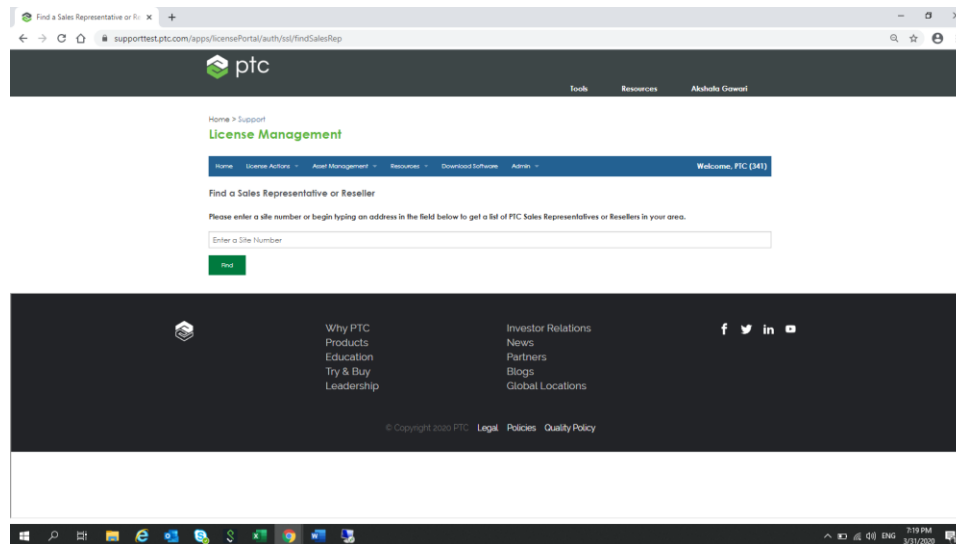 Find a Sales Representative or Re
supporttest.ptc.com/apps/licensePortal/auth/ssl/findSalesRep
ptc
Tools Resources Akshata Gawari
Home > Support
License Management
Home License Actions Asset Management Resources Download Software Admin Welcome, PTC (341)
Find a Sales Representative or Reseller
Please enter a site number or begin typing an address in the field below to get a list of PTC Sales Representatives or Resellers in your area.
Enter a Site Number
Find
Why PTC Investor Relations
Products News
Education Partners
Try & Buy Blogs
Leadership Global Locations
© Copyright 2020 PTC Legal Policies Quality Policy
ENG 7:19 PM
3/31/2020